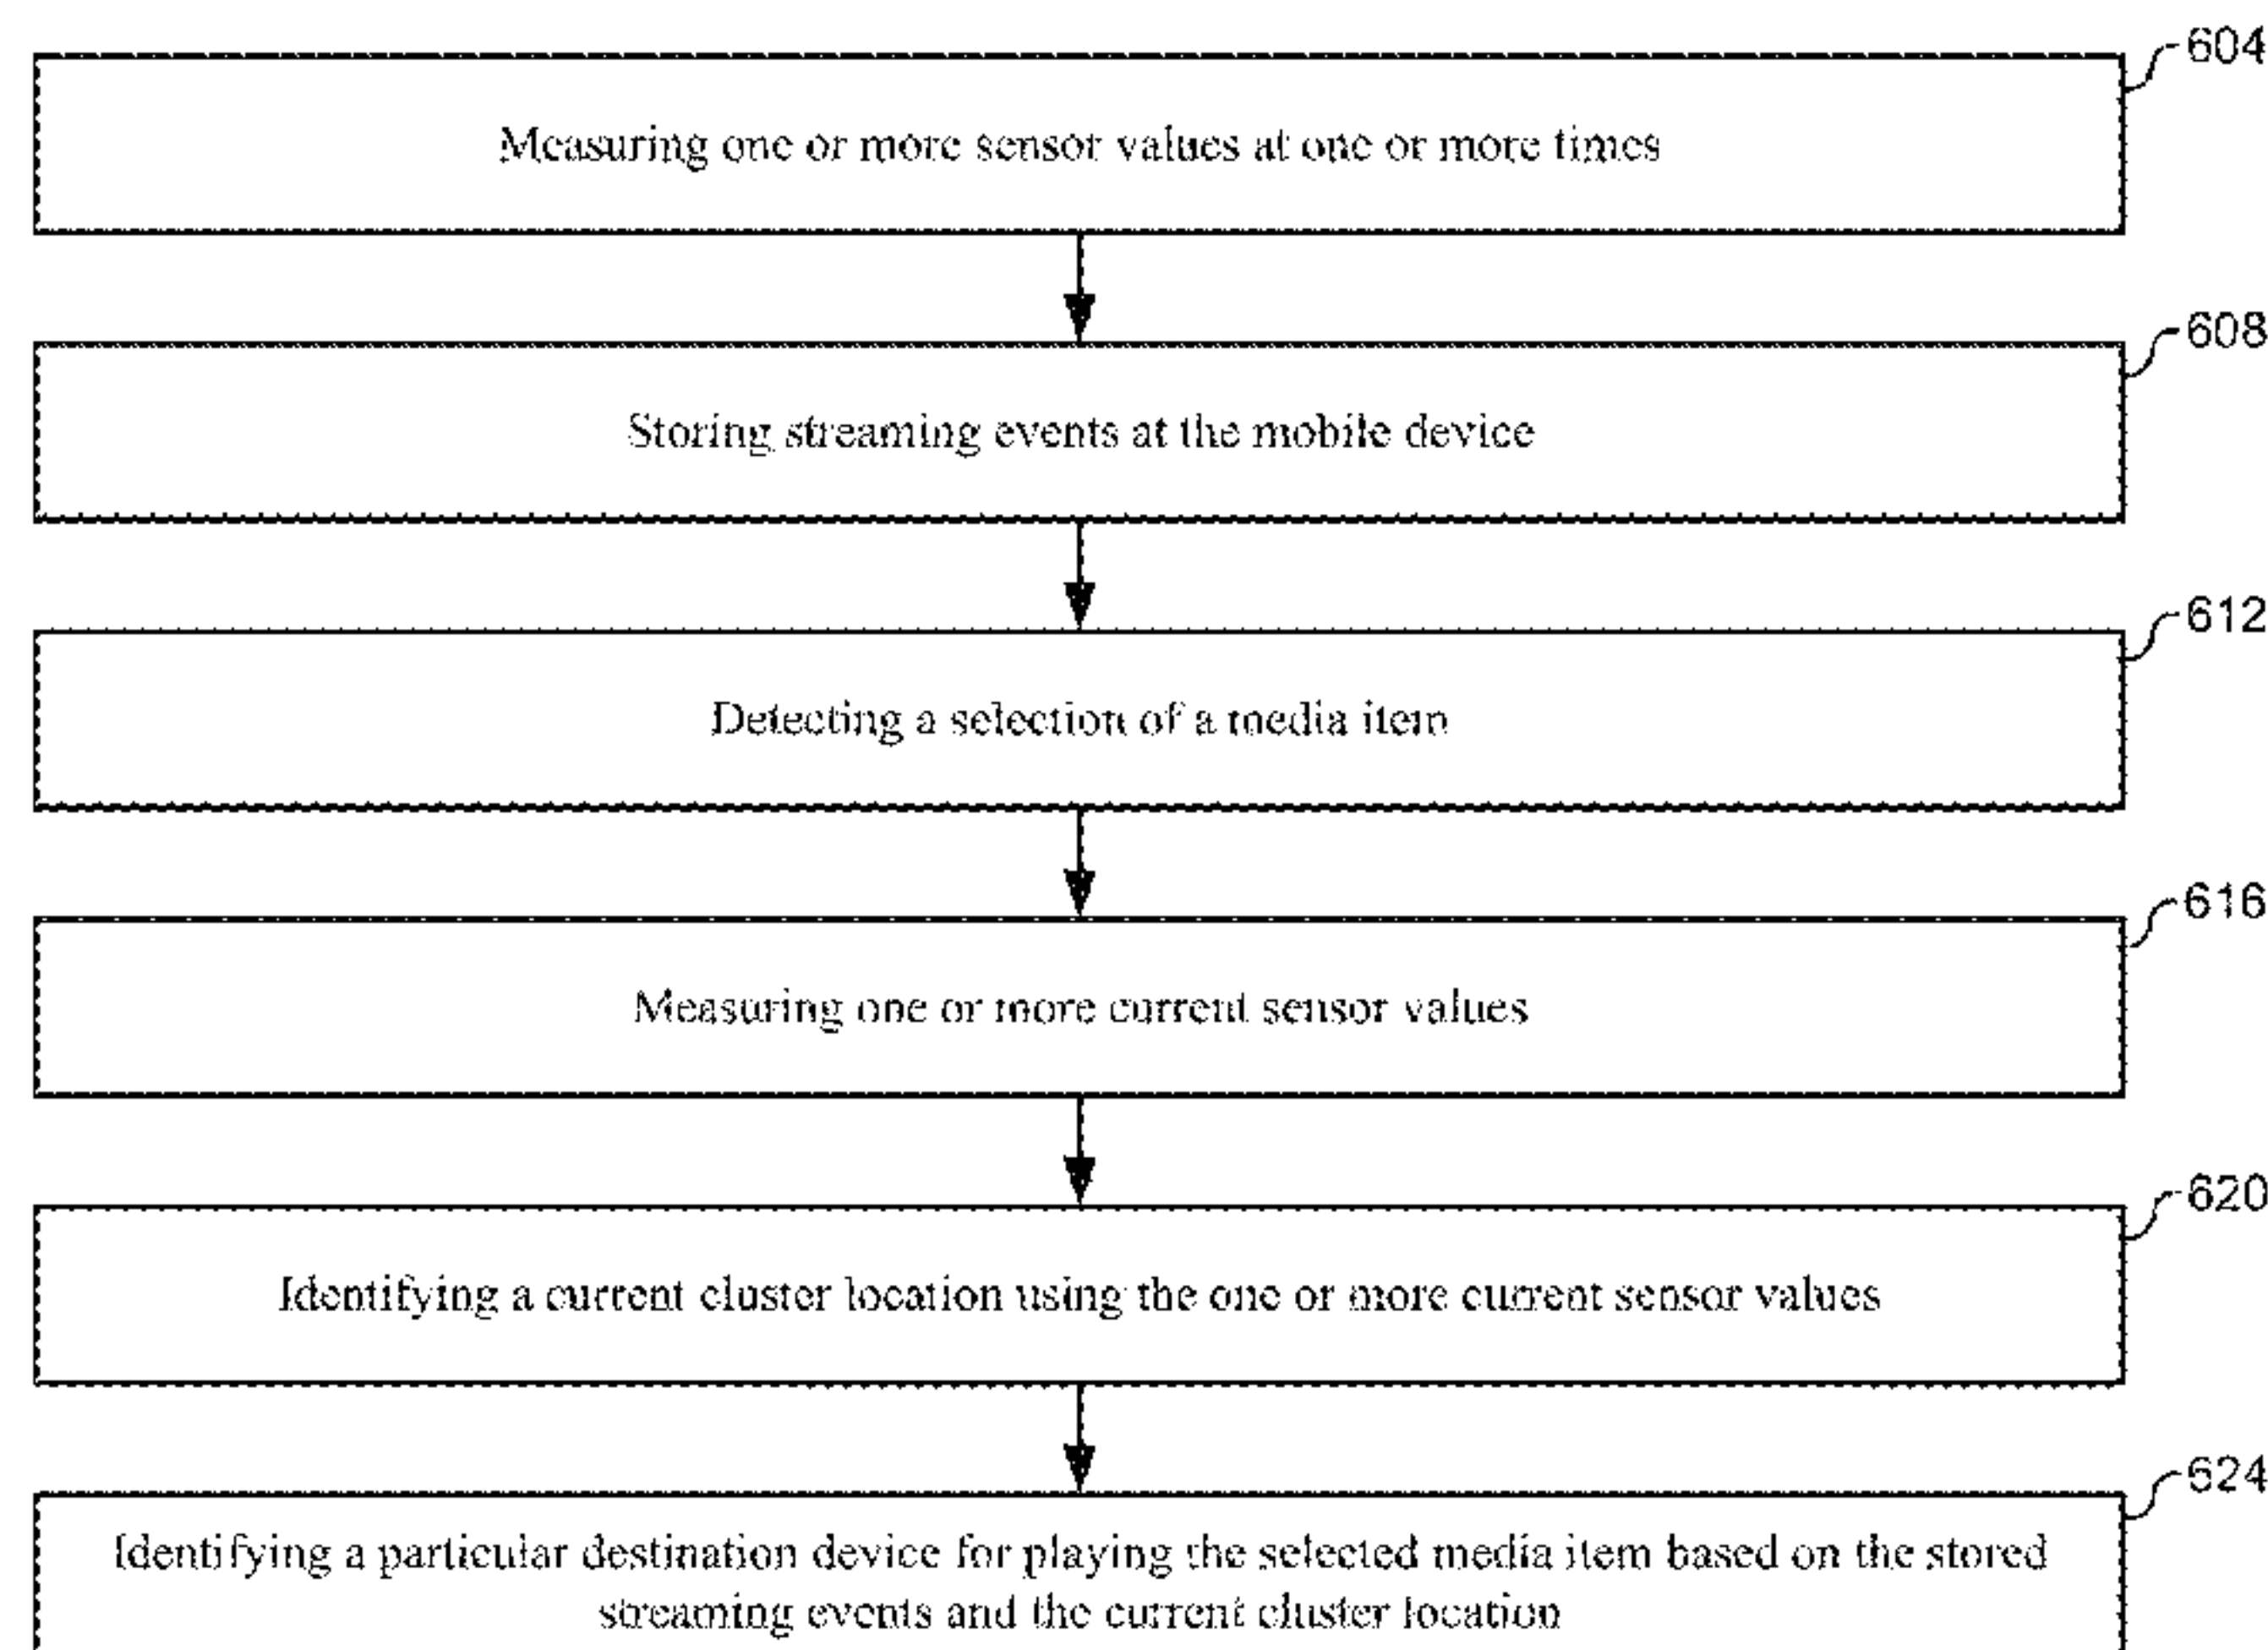 604
Measuring one or more sensor values at one or more times
608
Storing streaming events at the mobile device
612
Detecting a selection of a media item
616
Measuring one or more current sensor values
620
Identifying a current cluster location using the one or more current sensor values
624
Identifying a particular destination device for playing the selected media item based on the stored
streaming events and the current cluster location